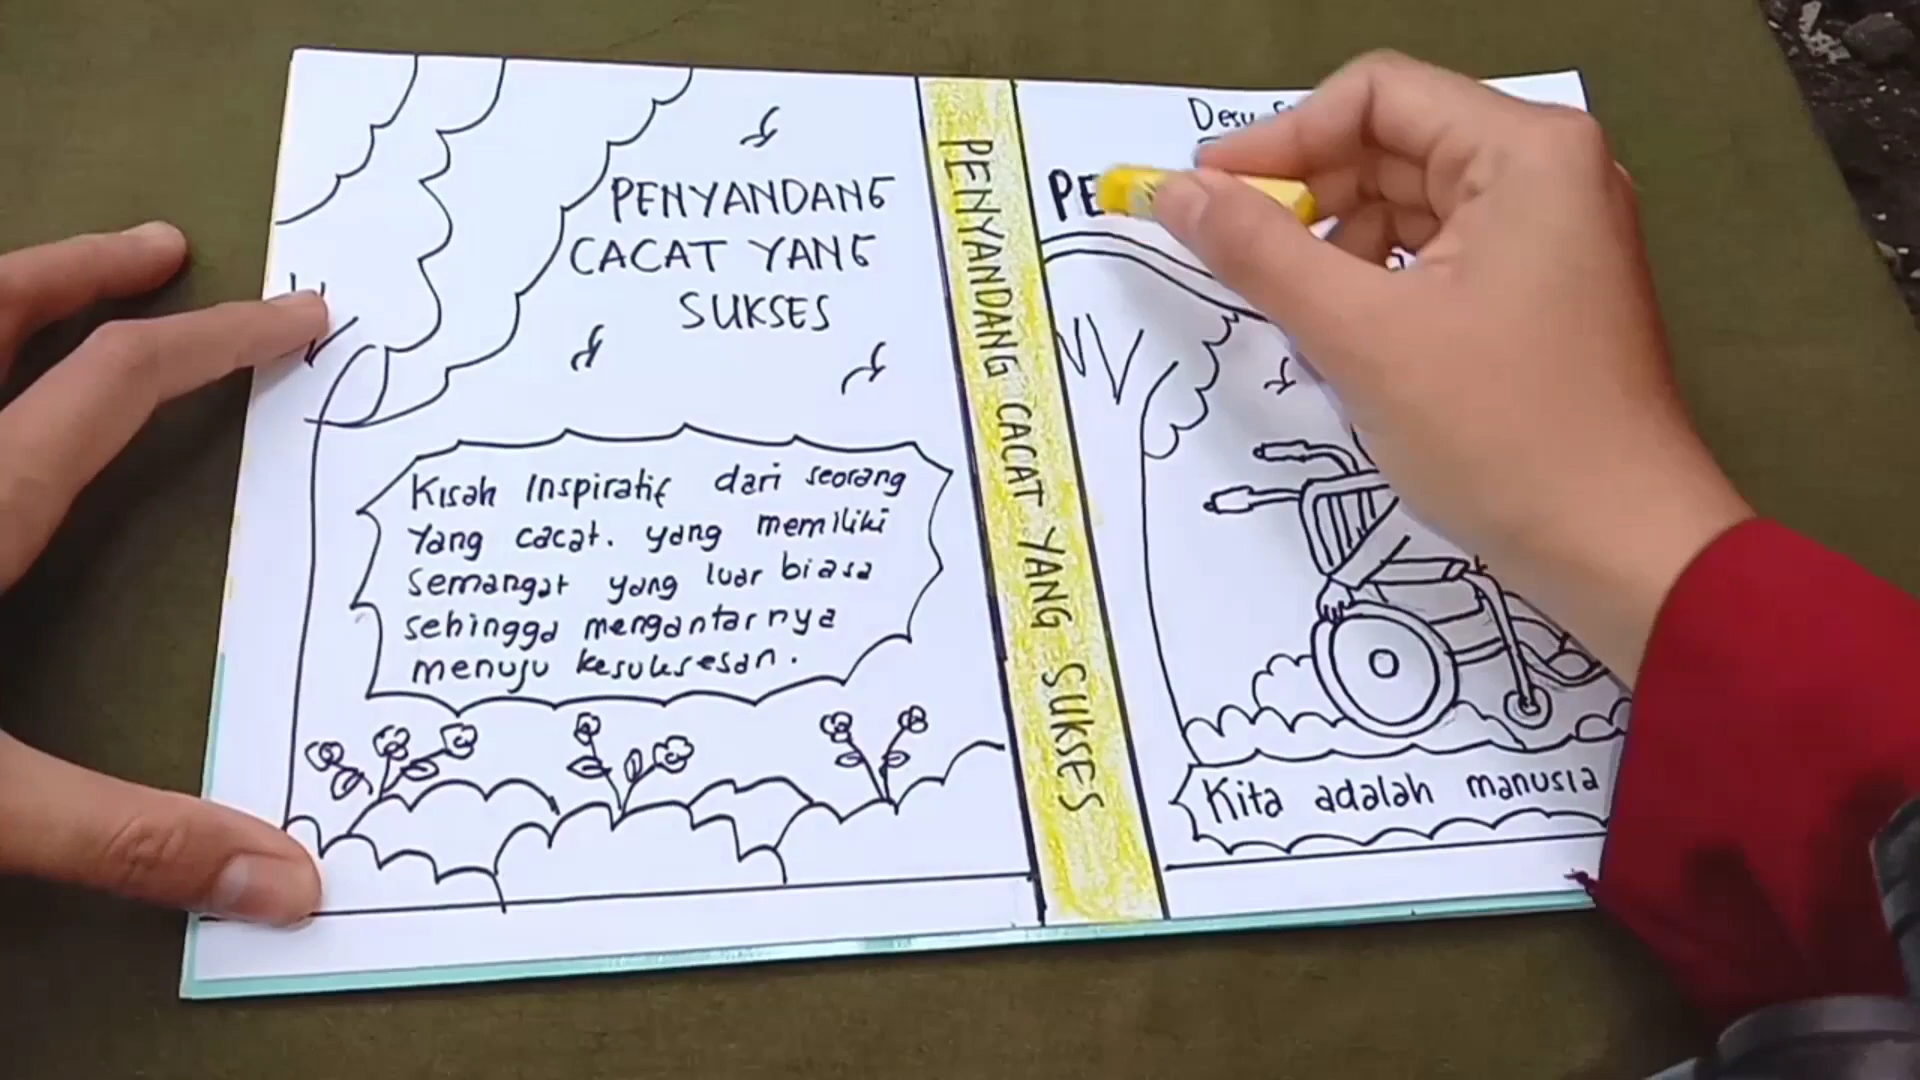 PENYANDANG
CACAT YANG
SUKSES
Kisah Inspiratif dari seorang
Yang cacat. yang memiliki
semangat yang luar biasa
sehingga mengantarnya
menuju kesuksesan.
PENYANDANG CACAT YANG SUKSES
Kita adalah manusia